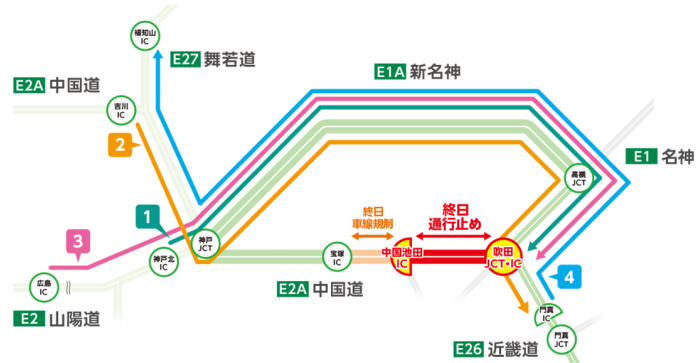 福知山
IC
E27 舞若道
E2A 中国道
吉川
IC
2
E1A 新名神
E1 名神
高槻
JCT
3
1
神戸
JCT
神戸北
IC
広島
IC
E2 山陽道
終日
車線規制
終日
通行止め
宝塚
IC
中国池田
IC
吹田
JCT・IC
E2A 中国道
4
門真
IC
門真
JCT
E26 近畿道